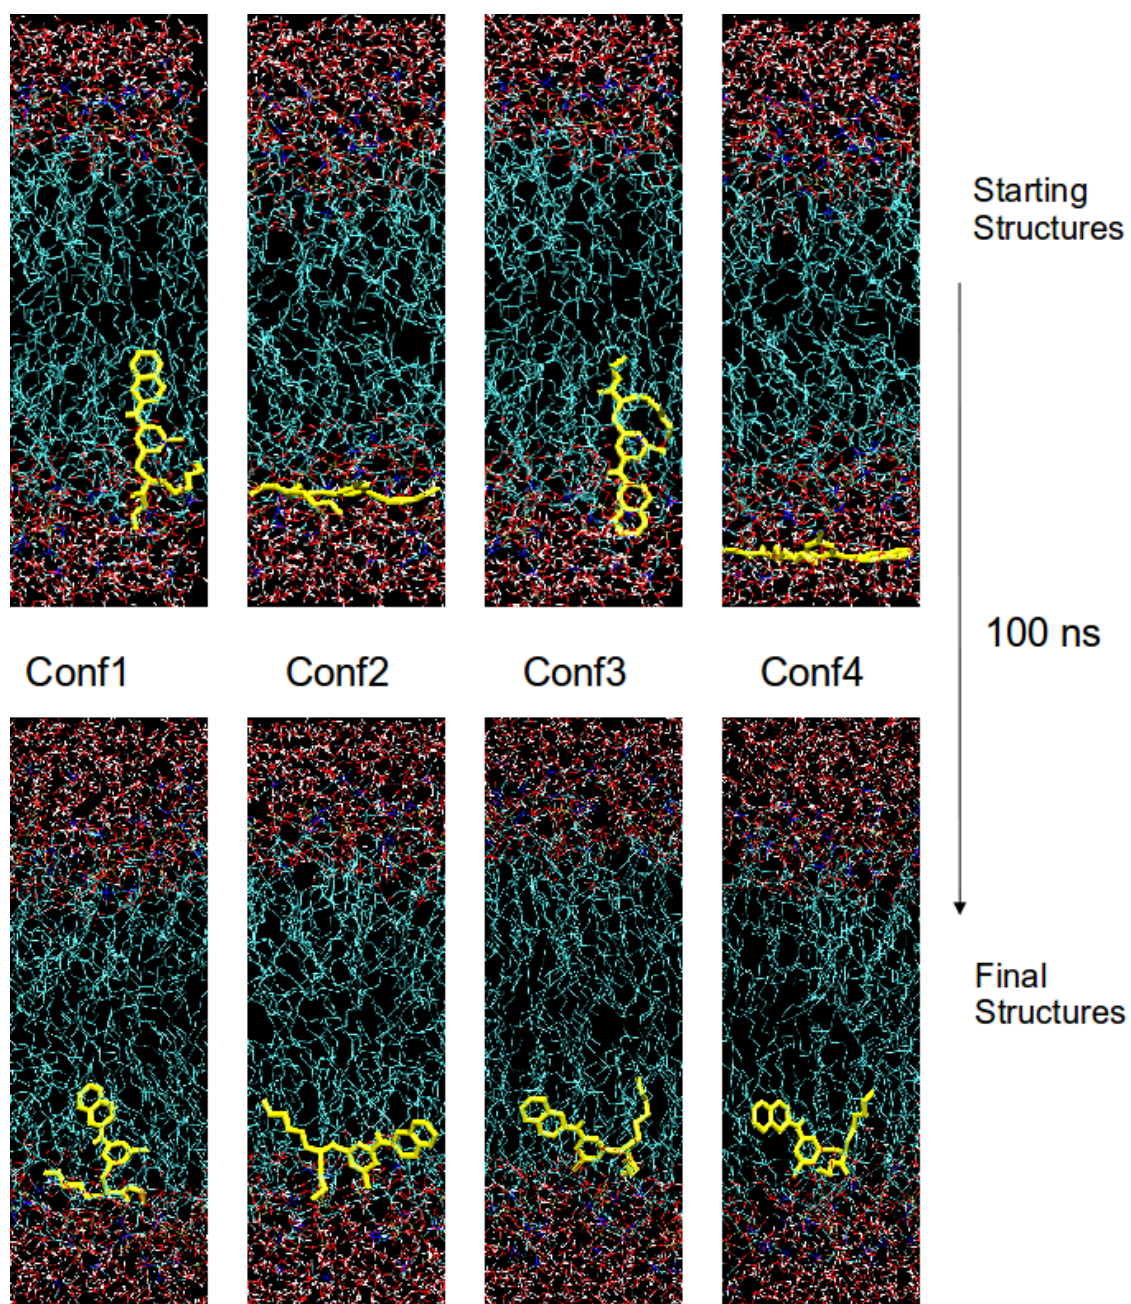 Starting
Structures
100 ns
Conf1
Conf2
Conf3
Conf4
Final
Structures